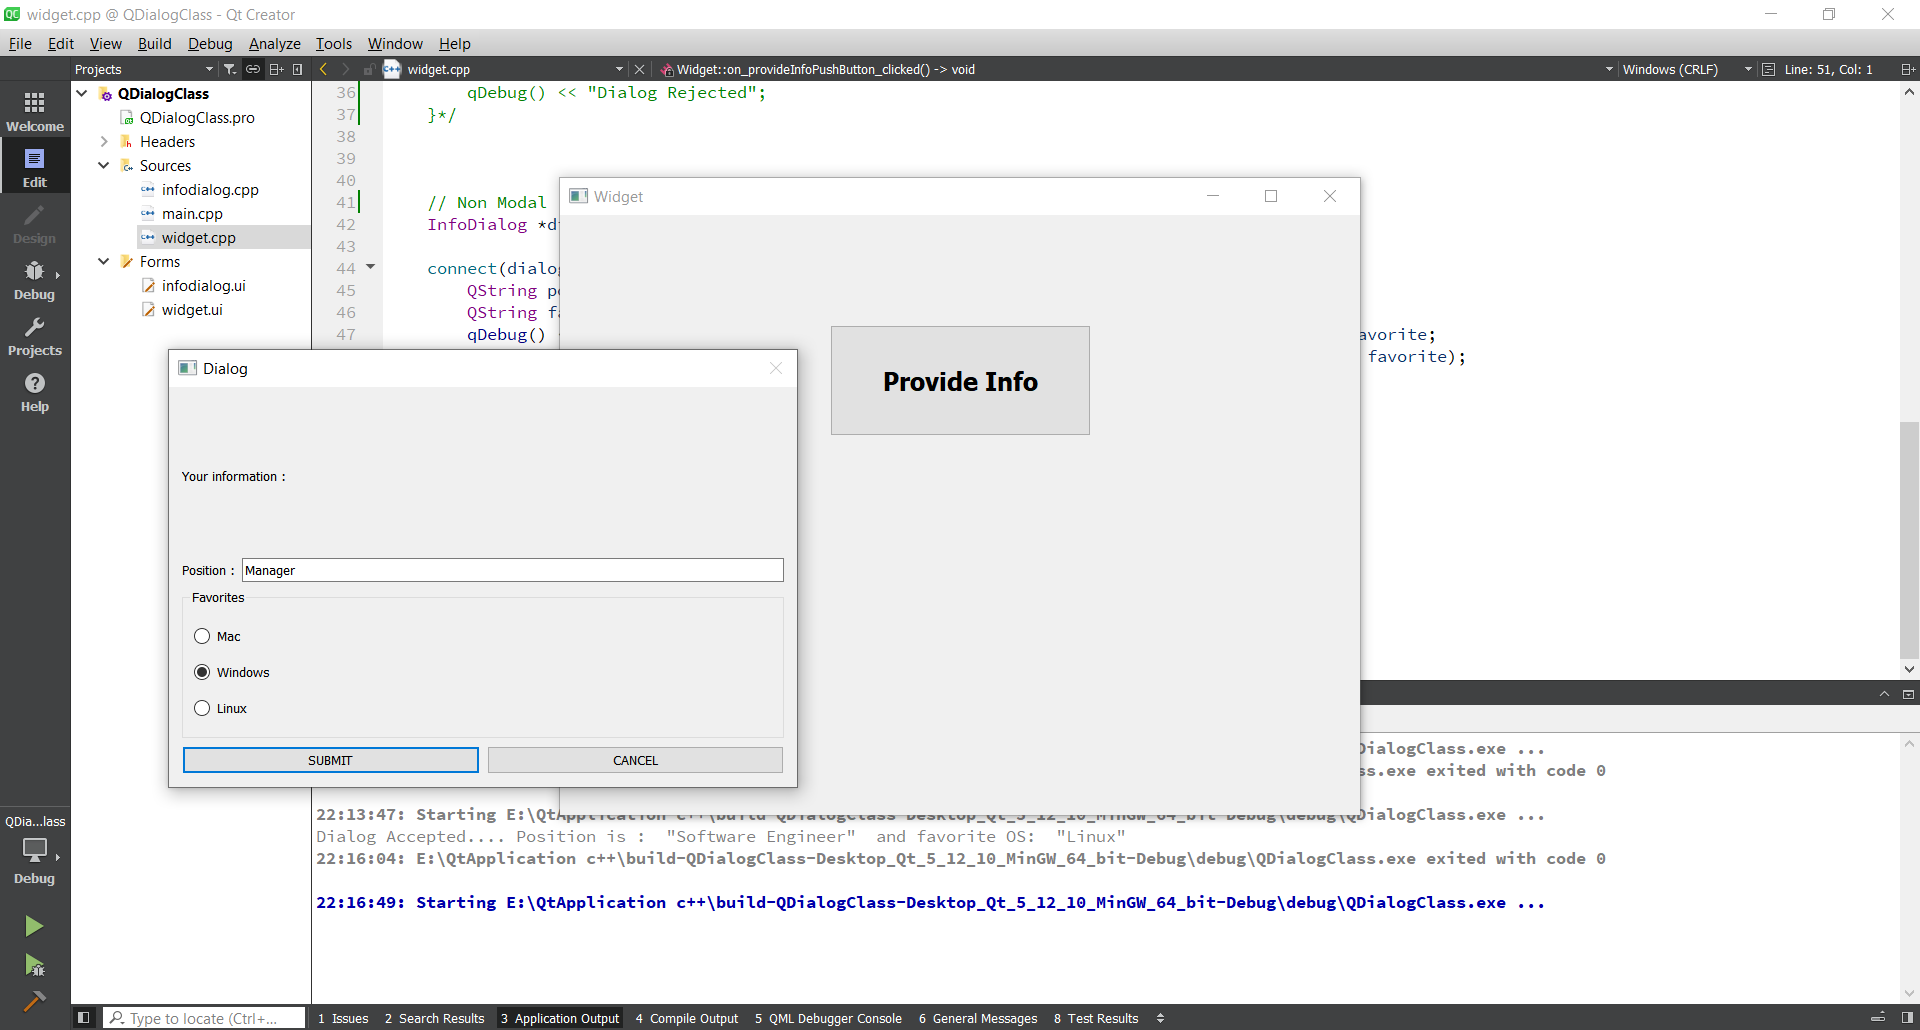 widget.cpp @ QDialogClass - Qt Creator
File Edit View Build Debug Analyze Tools Window Help
Projects
widget.cpp
Widget::on_provideInfoPushButton_clicked() -> void
Windows (CRLF)
Line: 51, Col: 1
Welcome
Edit
Design
Debug
Projects
Help
QDialogClass
QDialogClass.pro
Headers
Sources
infodialog.cpp
main.cpp
widget.cpp
Forms
infodialog.ui
widget.ui
36 qDebug() << "Dialog Rejected";
37 }*/
38
39
40
41 // Non Modal
42 InfoDialog *d
43
44 connect(dialo
45 QString p
46 QString f
47 qDebug() avorite;
favorite);
Widget
Provide Info
Dialog
Your information :
Position : Manager
Favorites
Mac
Windows
Linux
SUBMIT CANCEL
DialogClass.exe ...
ss.exe exited with code 0
22:13:47: Starting E:\QtApplication c++\build-QDialogClass-Desktop_Qt_5_12_10_MinGW_64_bit-Debug\debug\QDialogClass.exe ...
Dialog Accepted.... Position is :  "Software Engineer"  and favorite OS:  "Linux"
22:16:04: E:\QtApplication c++\build-QDialogClass-Desktop_Qt_5_12_10_MinGW_64_bit-Debug\debug\QDialogClass.exe exited with code 0
22:16:49: Starting E:\QtApplication c++\build-QDialogClass-Desktop_Qt_5_12_10_MinGW_64_bit-Debug\debug\QDialogClass.exe ...
QDia...lass
Debug
Type to locate (Ctrl+...
1 Issues 2 Search Results 3 Application Output 4 Compile Output 5 QML Debugger Console 6 General Messages 8 Test Results